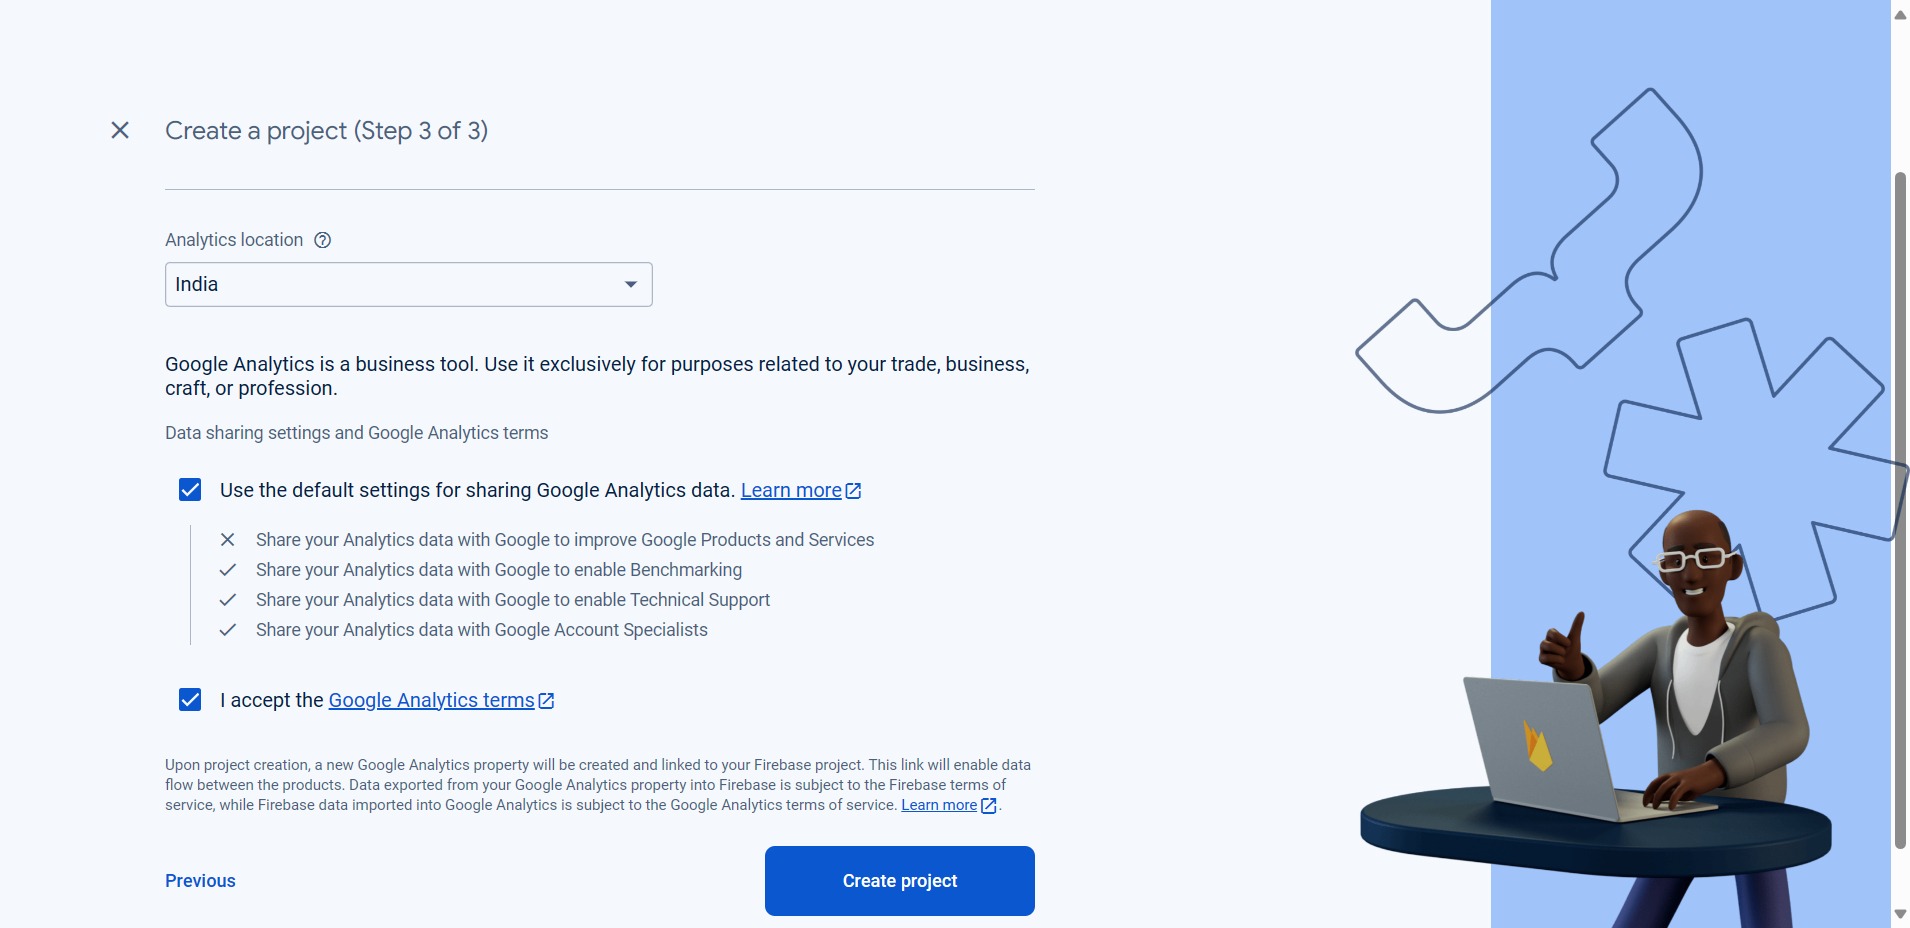 Create a project (Step 3 of 3)
Analytics location
India
Google Analytics is a business tool. Use it exclusively for purposes related to your trade, business,
craft, or profession.
Data sharing settings and Google Analytics terms
Use the default settings for sharing Google Analytics data. Learn more
Share your Analytics data with Google to improve Google Products and Services
Share your Analytics data with Google to enable Benchmarking
Share your Analytics data with Google to enable Technical Support
Share your Analytics data with Google Account Specialists
I accept the Google Analytics terms
Upon project creation, a new Google Analytics property will be created and linked to your Firebase project. This link will enable data
flow between the products. Data exported from your Google Analytics property into Firebase is subject to the Firebase terms of
service, while Firebase data imported into Google Analytics is subject to the Google Analytics terms of service. Learn more.
Previous
Create project